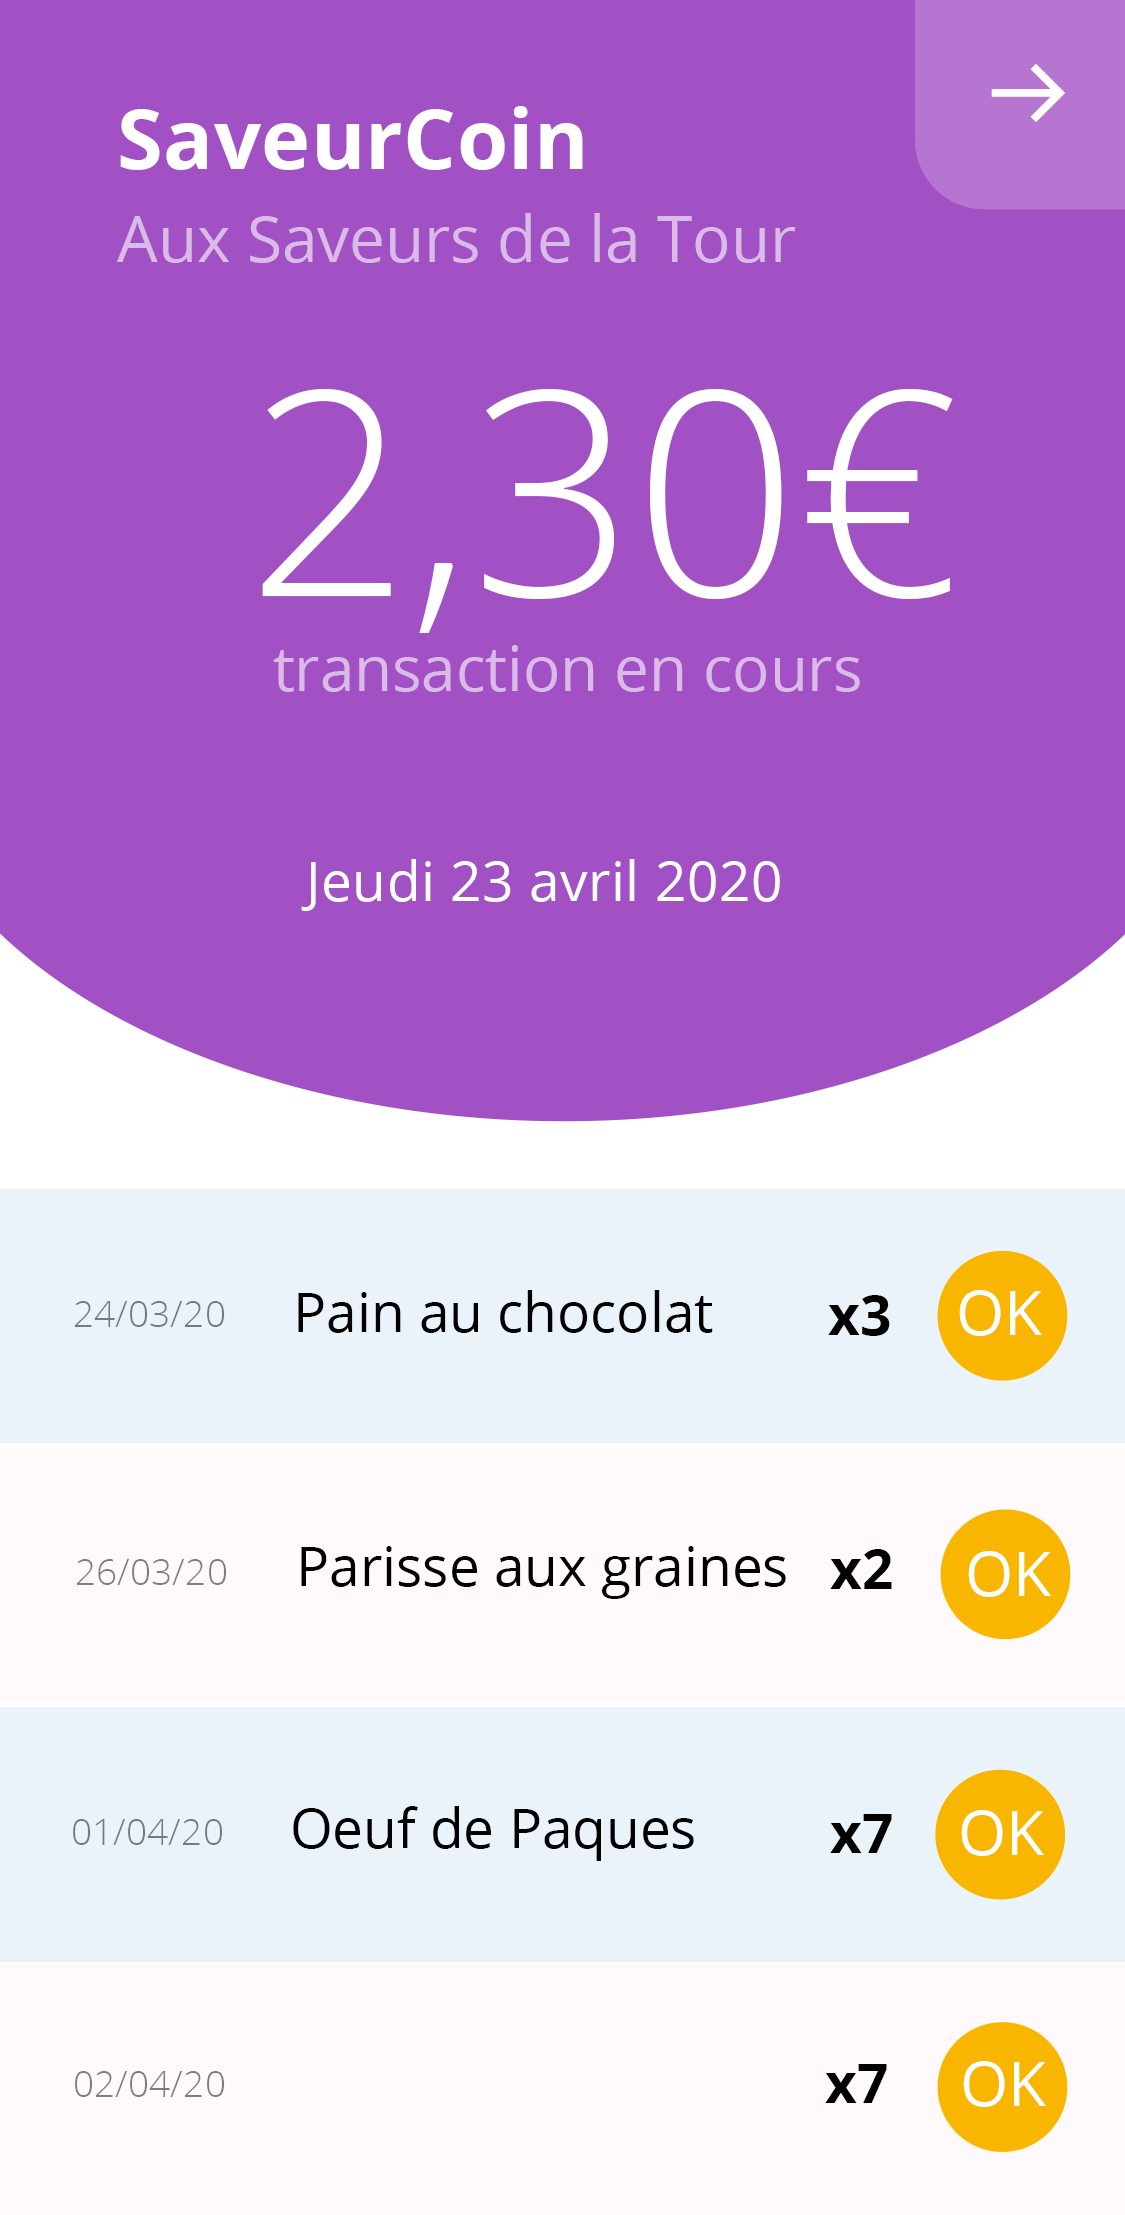 SaveurCoin
Aux Saveurs de la Tour
2,30€
transaction en cours
Jeudi 23 avril 2020
24/03/20 Pain au chocolat x3 OK
26/03/20 Parisse aux graines x2 OK
01/04/20 Oeuf de Paques x7 OK
02/04/20 x7 OK